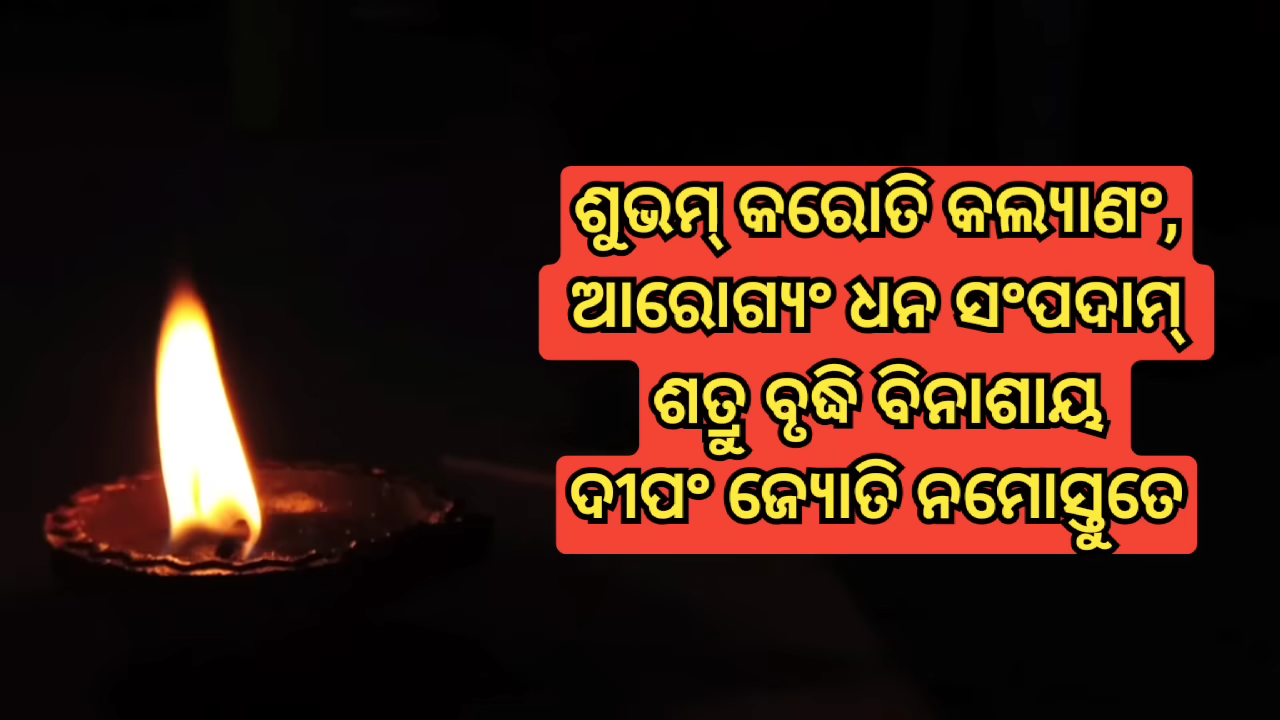 ଶୁଭମ୍ କରୋତି କଲ୍ୟାଣଂ,
ଆରୋଗ୍ୟଂ ଧନ ସଂପଦାମ୍
ଶତ୍ରୁ ବୃଦ୍ଧି ବିନାଶାୟ
ଦୀପଂ ଜ୍ୟୋତି ନମୋସ୍ତୁତେ